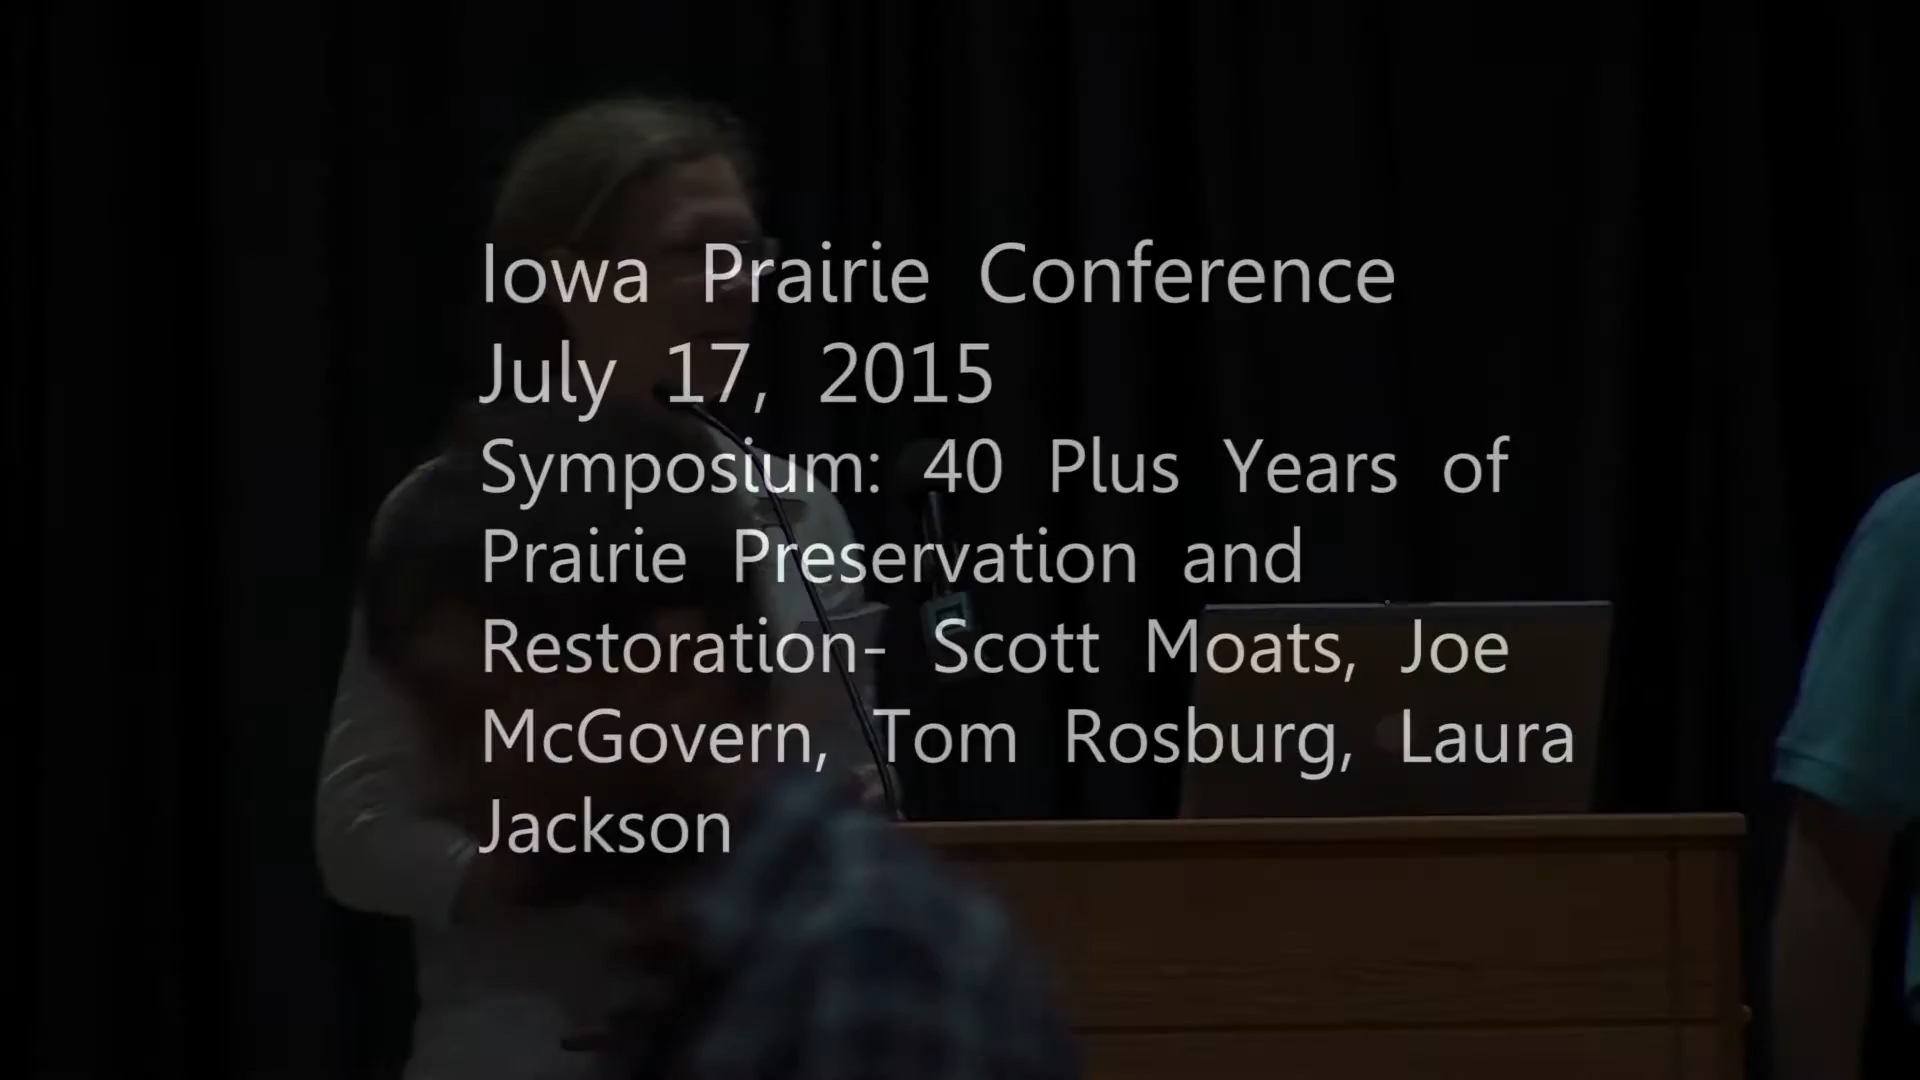 Iowa Prairie Conference
July 17, 2015
Symposium: 40 Plus Years of
Prairie Preservation and
Restoration- Scott Moats, Joe
McGovern, Tom Rosburg, Laura
Jackson